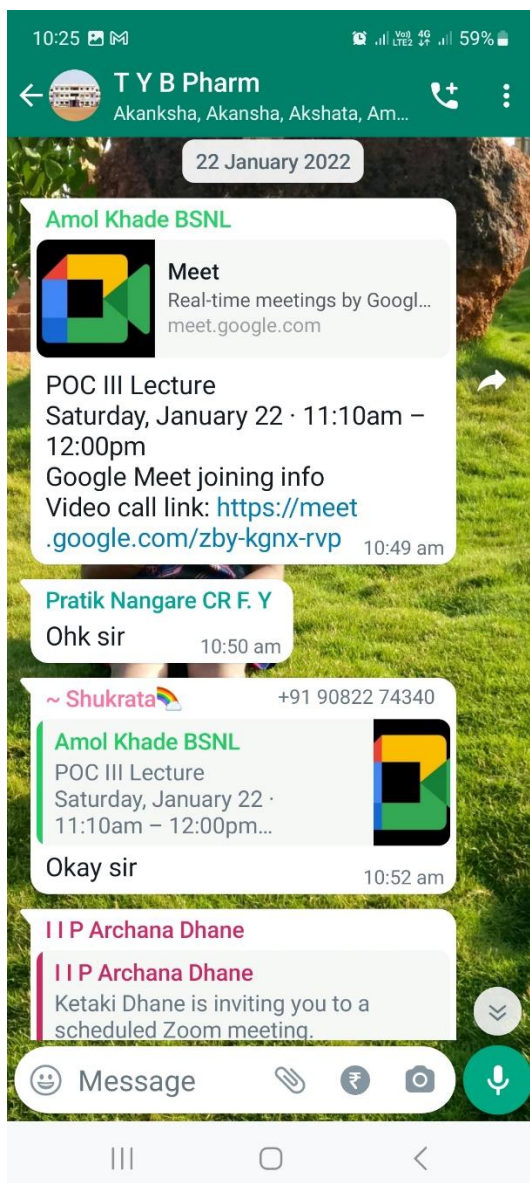 10:25
Voo) 4G
LTE2
59%
T Y B Pharm
Akanksha, Akansha, Akshata, Am...
22 January 2022
Amol Khade BSNL
Meet
Real-time meetings by Googl...
meet.google.com
POC III Lecture
Saturday, January 22 · 11:10am –
12:00pm
Google Meet joining info
Video call link: https://meet
.google.com/zby-kgnx-rvp
10:49 am
Pratik Nangare CR F. Y
Ohk sir
10:50 am
~ Shukrata🌈
+91 90822 74340
Amol Khade BSNL
POC III Lecture
Saturday, January 22 ·
11:10am – 12:00pm...
Okay sir
10:52 am
I I P Archana Dhane
I I P Archana Dhane
Ketaki Dhane is inviting you to a
scheduled Zoom meeting.
Message
₹